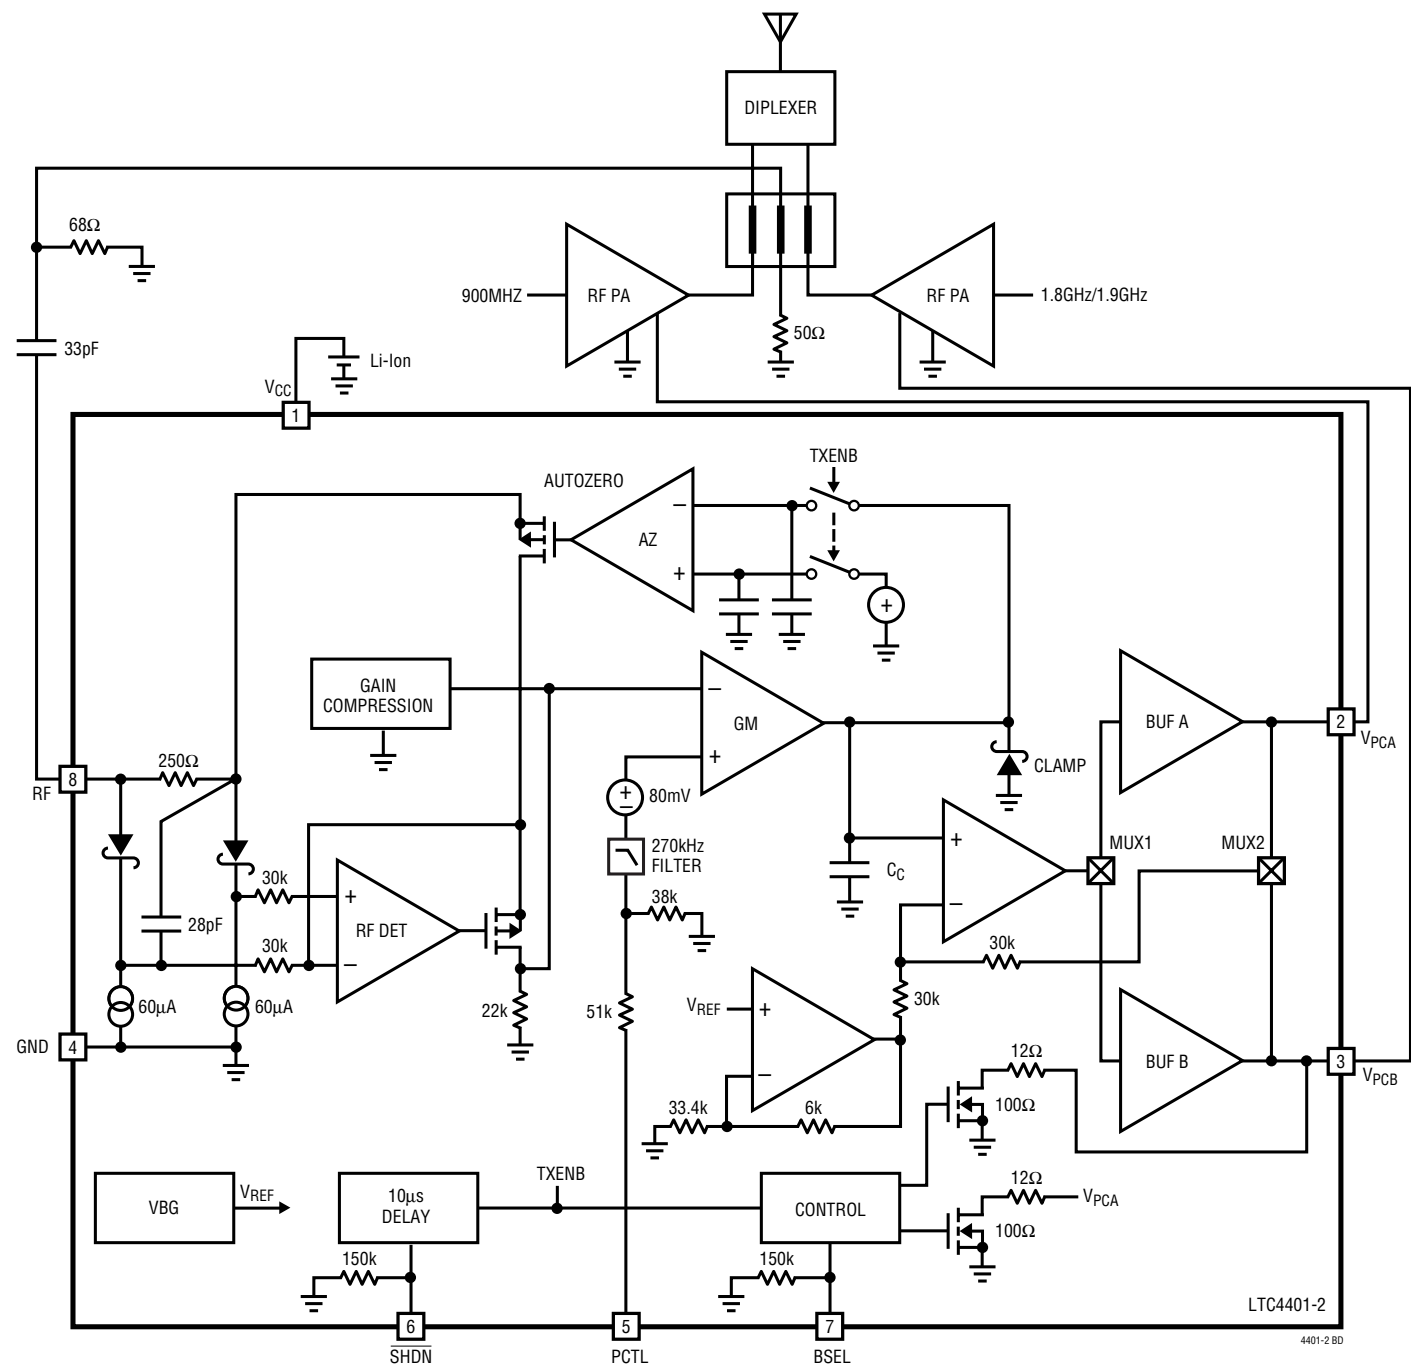 DIPLEXER
68Ω
900MHZ
RF PA
RF PA
1.8GHz/1.9GHz
50Ω
33pF
Li-Ion
VCC
1
TXENB
AUTOZERO
–
AZ
+
+
GAIN
COMPRESSION
–
GM
+
BUF A
2
VPCA
250Ω
8
RF
CLAMP
+
–
80mV
270kHz
FILTER
MUX1
MUX2
+
CC
–
30k
+
RF DET
–
28pF
30k
38k
30k
60µA
60µA
22k
51k
VREF
+
–
30k
GND
4
12Ω
BUF B
3
VPCB
100Ω
33.4k
6k
VBG
VREF
10µs
DELAY
TXENB
CONTROL
12Ω
VPCA
100Ω
150k
150k
LTC4401-2
6
5
7
4401-2 BD
SHDN
PCTL
BSEL